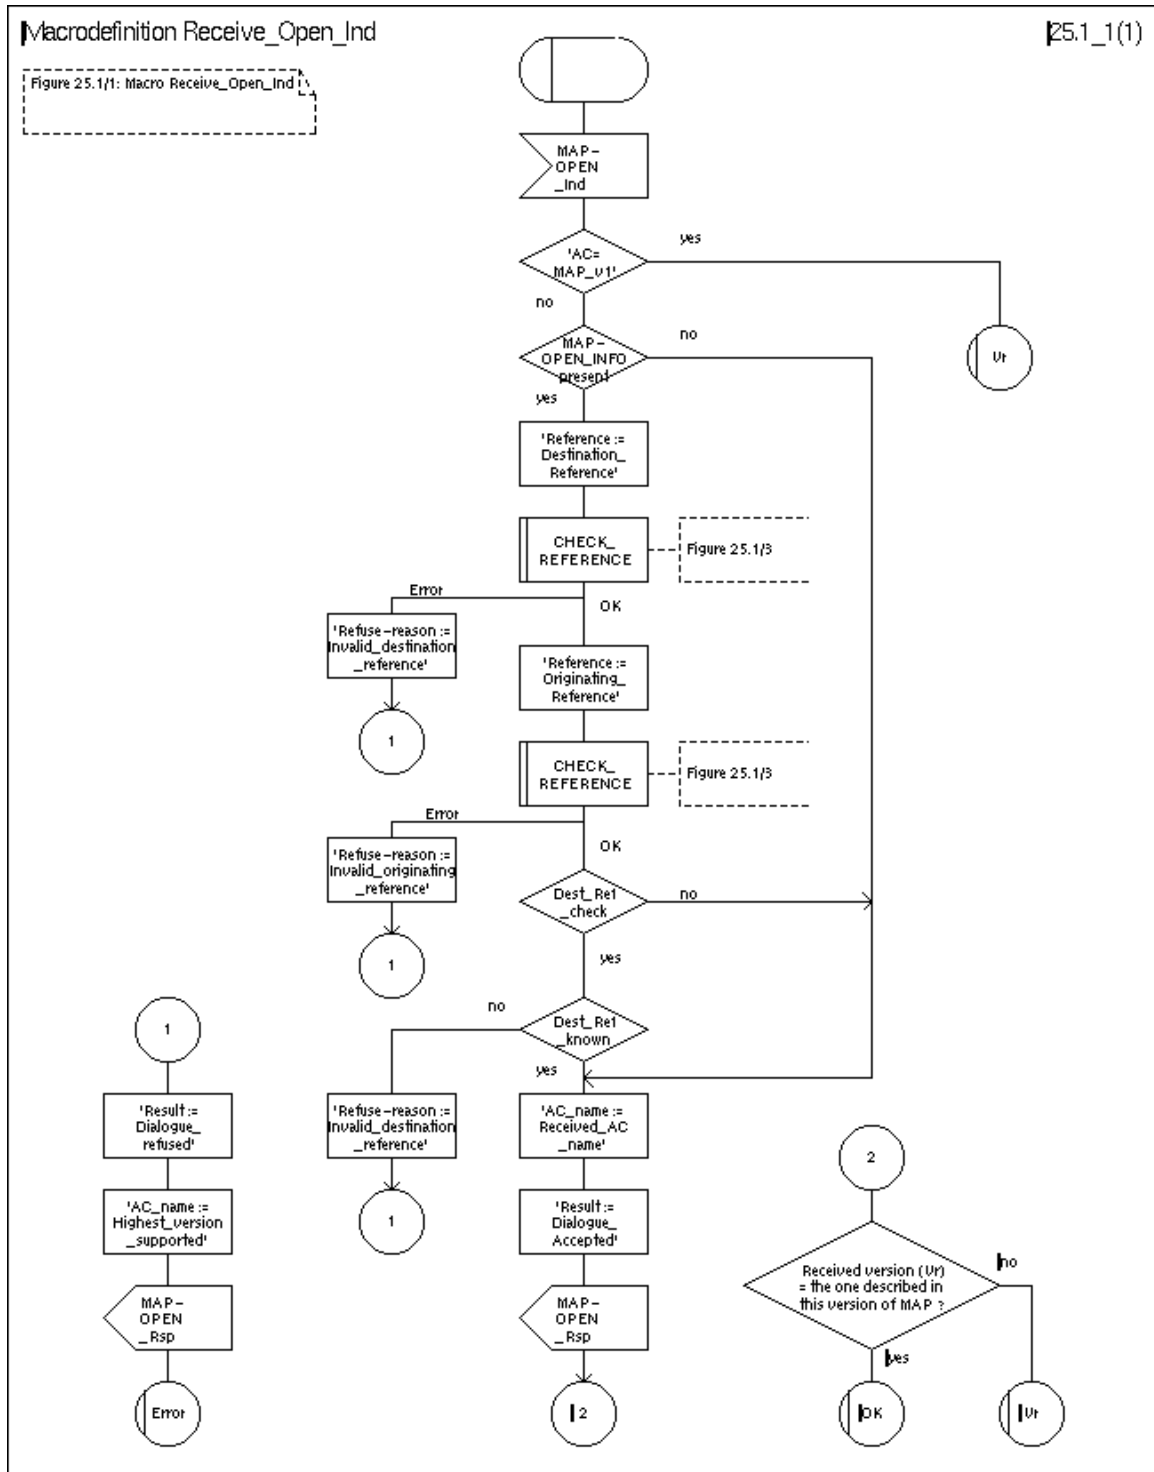 Macrodefinition Receive_Open_Ind
25.1_1(1)
Figure 25.1/1: Macro Receive_Open_Ind
MAP-
OPEN
_Ind
'AC=
MAP_v1'
yes
no
Vr
MAP-
OPEN_INFO
present
no
yes
'Reference :=
Destination_
Reference'
CHECK_
REFERENCE
Figure 25.1/3
Error
OK
'Refuse-reason :=
Invalid_destination
_reference'
'Reference :=
Originating_
Reference'
1
CHECK_
REFERENCE
Figure 25.1/3
Error
OK
'Refuse-reason :=
Invalid_originating
_reference'
Dest_Ref
_check
no
yes
1
no
Dest_Ref
_known
yes
1
'Result :=
Dialogue_
refused'
'Refuse-reason :=
Invalid_destination
_reference'
'AC_name :=
Received_AC
_name'
2
'AC_name :=
Highest_version
_supported'
1
'Result :=
Dialogue_
Accepted'
Received version (Vr)
= the one described in
this version of MAP ?
no
yes
MAP-
OPEN
_Rsp
MAP-
OPEN
_Rsp
Error
2
OK
Vr